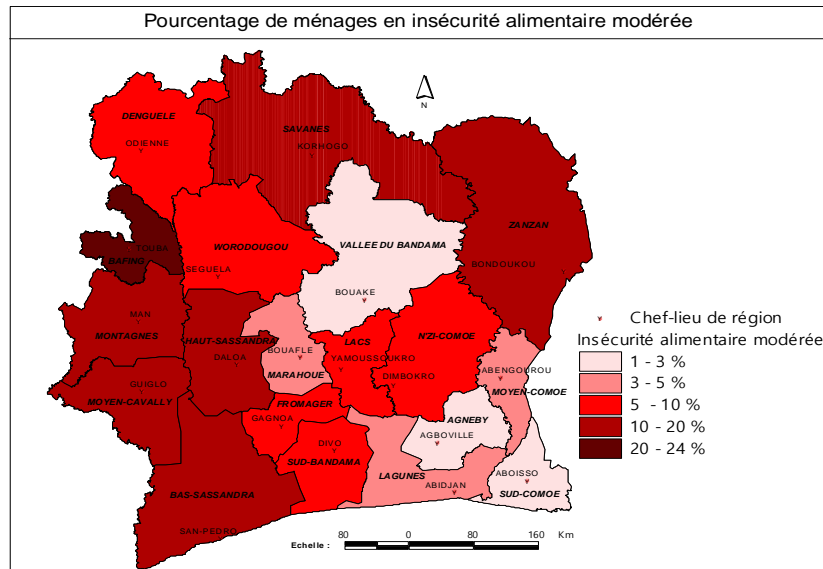 Pourcentage de ménages en insécurité alimentaire modérée
N
DENGUELE
ODIENNE
SAVANES
KORHOGO
ZANZAN
BONDOUKOU
TOUBA
BAFING
WORODOUGOU
SEGUELA
VALLEE DU BANDAMA
BOUAKE
MAN
MONTAGNES
HAUT-SASSANDRA
DALOA
BOUAFLE
MARAHOUE
LACS
YAMOUSSOUKRO
N'ZI-COMOE
DIMBOKRO
ABENGOUROU
MOYEN-COMOE
GUIGLO
MOYEN-CAVALLY
FROMAGER
GAGNOA
AGNEBY
AGBOVILLE
DIVO
SUD-BANDAMA
LAGUNES
ABIDJAN
ABOISSO
SUD-COMOE
BAS-SASSANDRA
SAN-PEDRO
Chef-lieu de région
Insécurité alimentaire modérée
1 - 3 %
3 - 5 %
5 - 10 %
10 - 20 %
20 - 24 %
80 0 80 160 Km
Echelle :